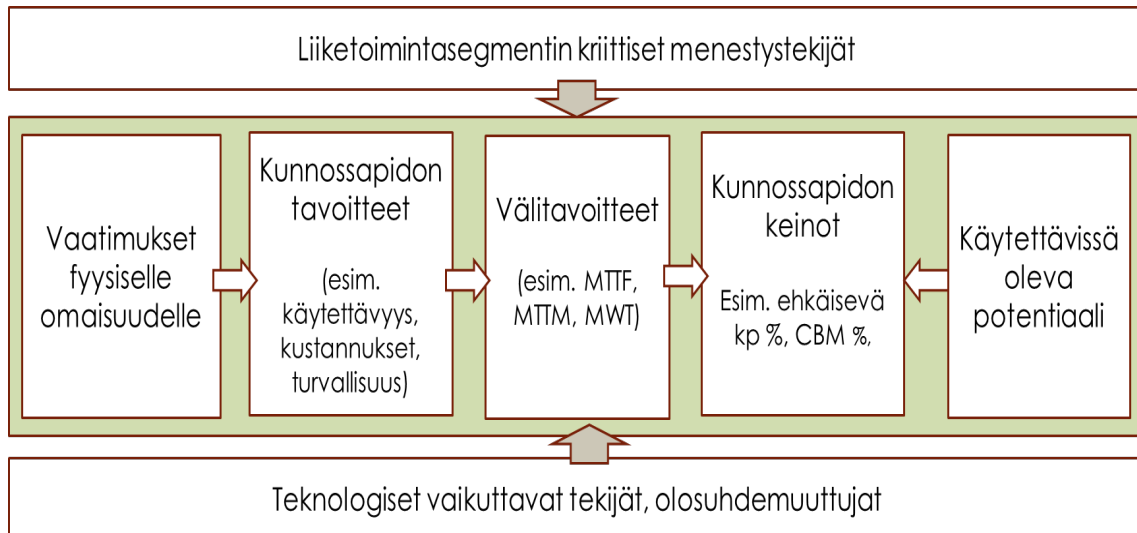 Liiketoimintasegmentin kriittiset menestystekijät
Vaatimukset
fyysiselle
omaisuudelle
Kunnossapidon
tavoitteet
(esim.
käytettävyys,
kustannukset,
turvallisuus)
Välitavoitteet
(esim. MTTF,
MTTM, MWT)
Kunnossapidon
keinot
Esim. ehkäisevä
kp %, CBM %,
Käytettävissä
oleva
potentiaali
Teknologiset vaikuttavat tekijät, olosuhdemuuttujat